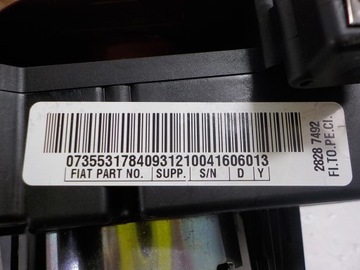 07355317840931210041606013
FIAT PART NO. SUPP. S/N D Y
2828 7492
FI.TO.PE.CI.